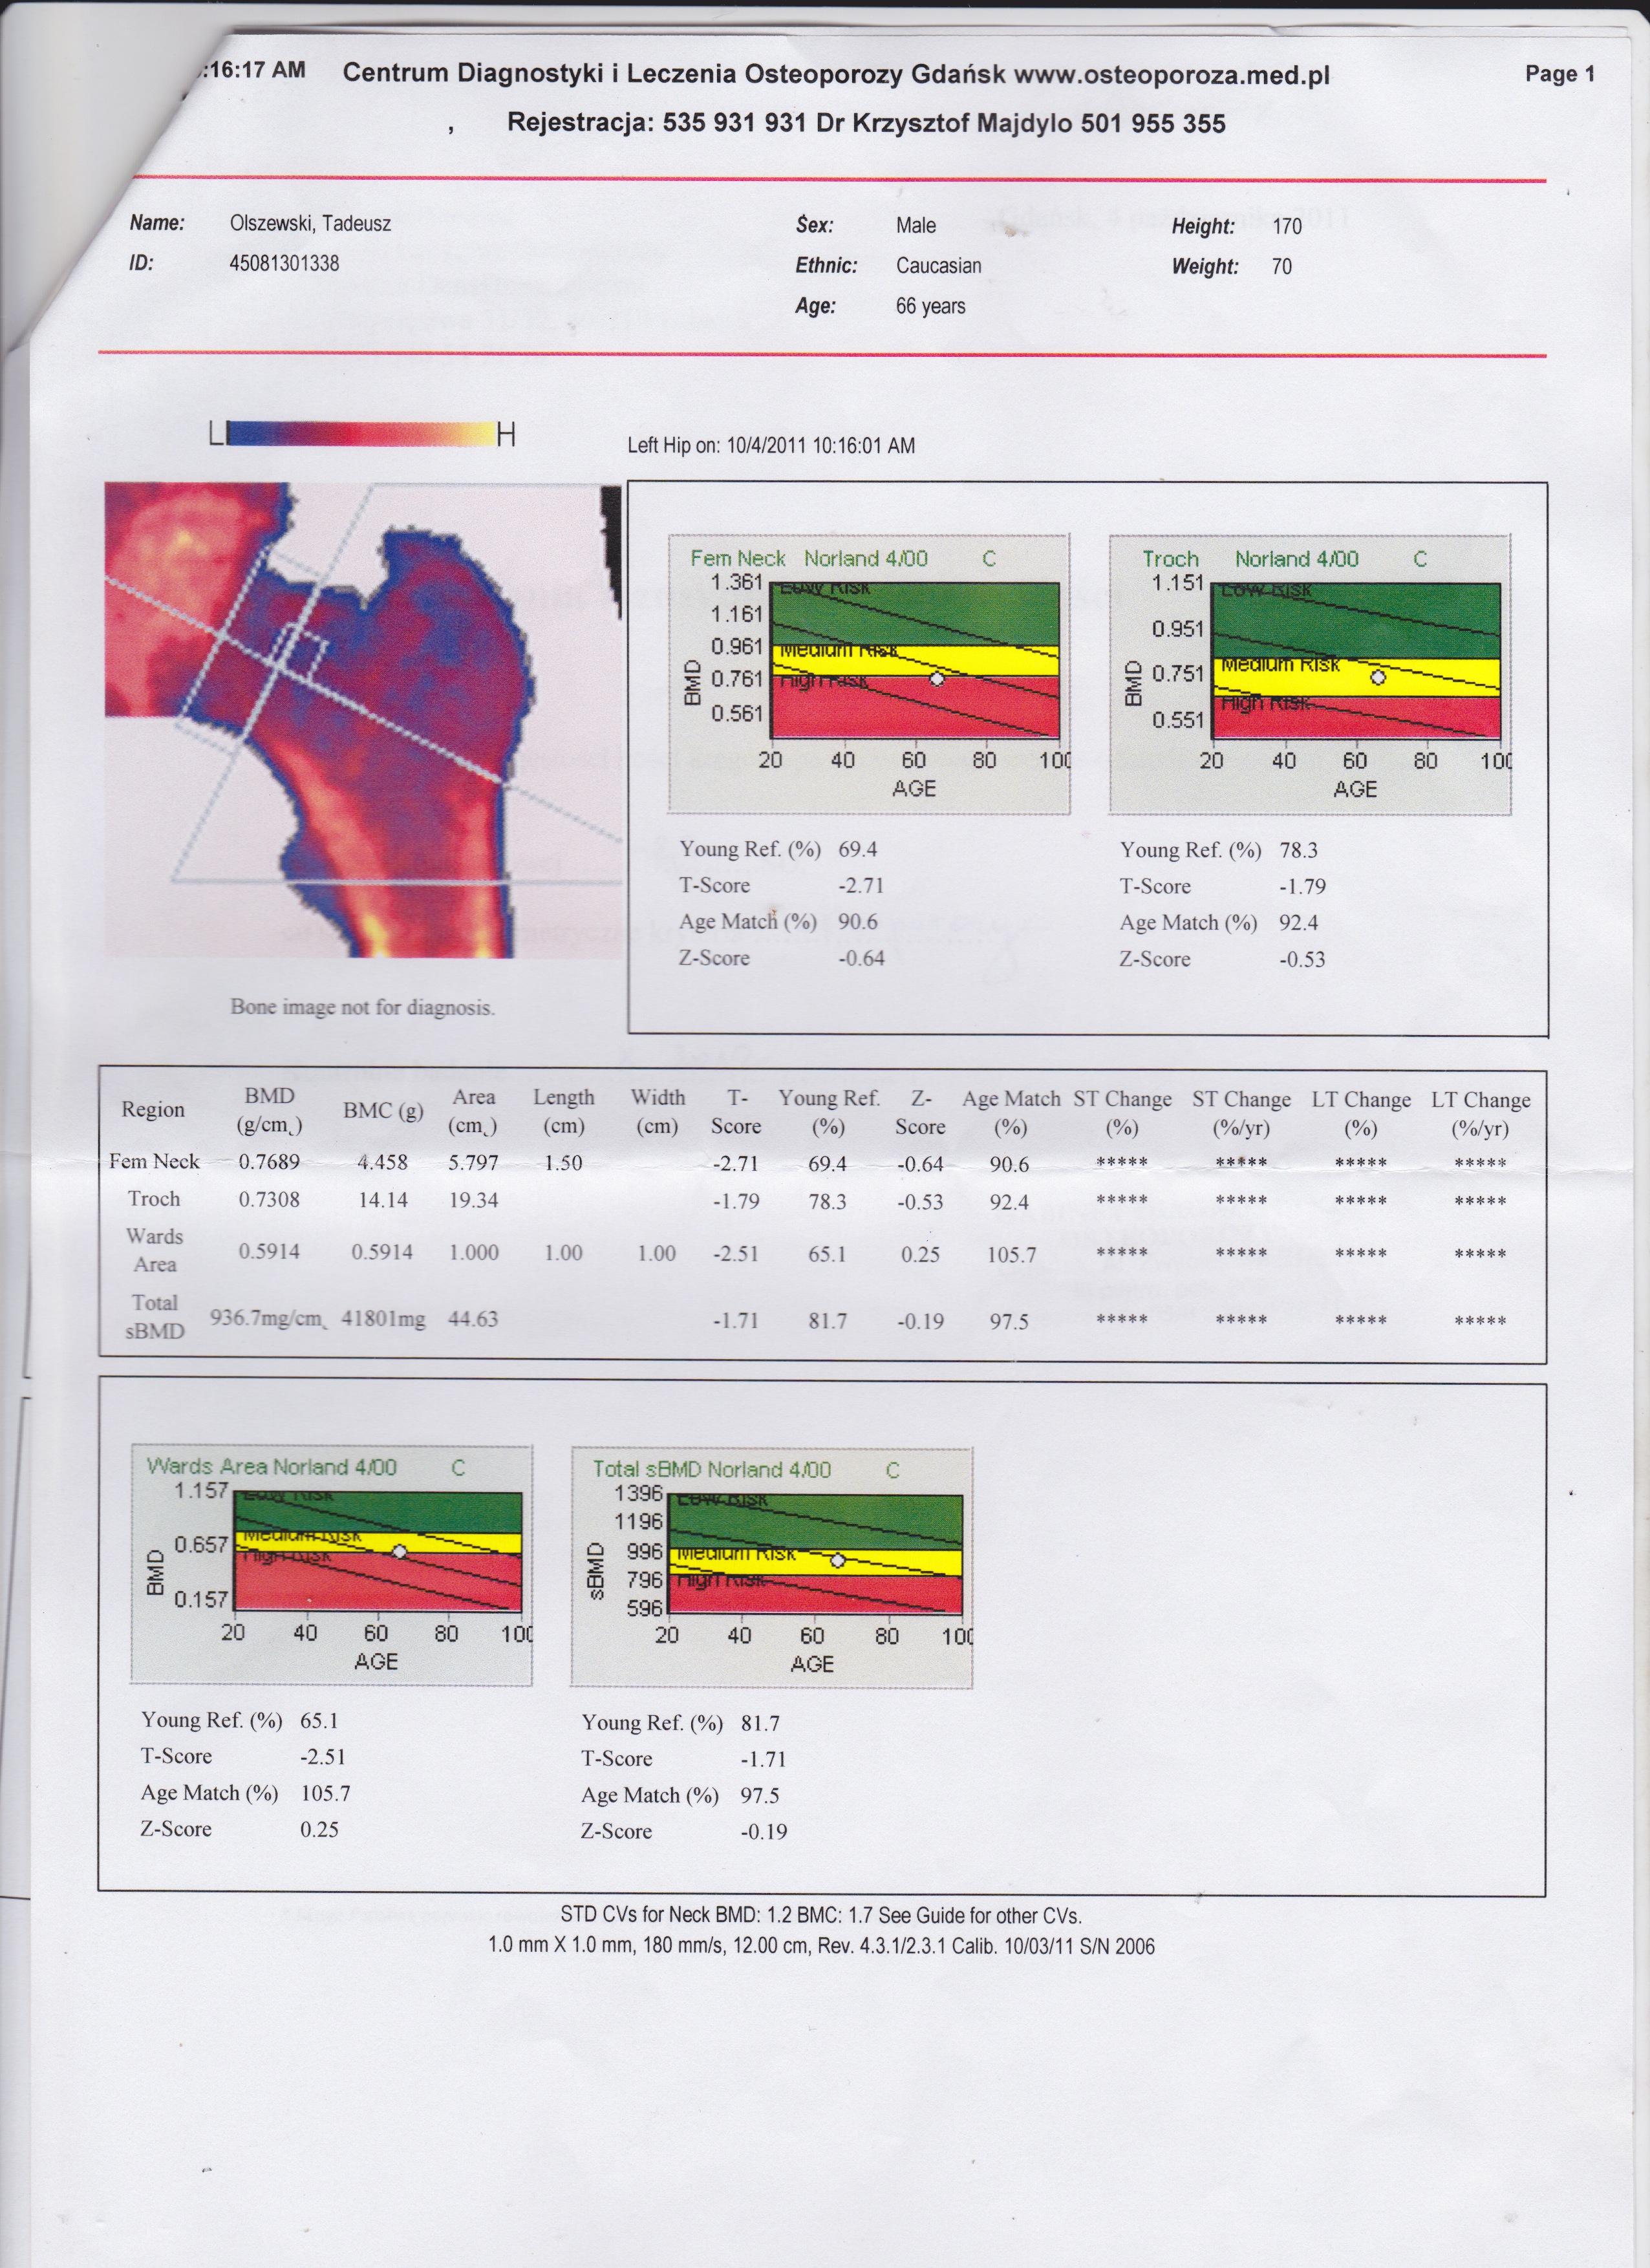 :16:17 AM Centrum Diagnostyki i Leczenia Osteoporozy Gdańsk www.osteoporoza.med.pl Page 1
, Rejestracja: 535 931 931 Dr Krzysztof Majdylo 501 955 355
Name: Olszewski, Tadeusz Sex: Male Height: 170
ID: 45081301338 Ethnic: Caucasian Weight: 70
Age: 66 years
L H
Left Hip on: 10/4/2011 10:16:01 AM
Fem Neck Norland 4/00 C
1.361
1.161
0.961
0.761
0.561
BMD
Low Risk
Medium Risk
High Risk
20 40 60 80 100
AGE
Young Ref. (%) 69.4
T-Score -2.71
Age Match (%) 90.6
Z-Score -0.64
Troch Norland 4/00 C
1.151
0.951
0.751
0.551
BMD
Low Risk
Medium Risk
High Risk
20 40 60 80 100
AGE
Young Ref. (%) 78.3
T-Score -1.79
Age Match (%) 92.4
Z-Score -0.53
Bone image not for diagnosis.
Region BMD (g/cm˛) BMC (g) Area (cm˛) Length (cm) Width (cm) T-Score Young Ref. (%) Z-Score Age Match (%) ST Change (%) ST Change (%/yr) LT Change (%) LT Change (%/yr)
Fem Neck 0.7689 4.458 5.797 1.50 -2.71 69.4 -0.64 90.6 ***** ***** ***** *****
Troch 0.7308 14.14 19.34 -1.79 78.3 -0.53 92.4 ***** ***** ***** *****
Wards Area 0.5914 0.5914 1.000 1.00 1.00 -2.51 65.1 0.25 105.7 ***** ***** ***** *****
Total sBMD 936.7mg/cm˛ 41801mg 44.63 -1.71 81.7 -0.19 97.5 ***** ***** ***** *****
Wards Area Norland 4/00 C
1.157
0.657
0.157
BMD
Low Risk
Medium Risk
High Risk
20 40 60 80 100
AGE
Young Ref. (%) 65.1
T-Score -2.51
Age Match (%) 105.7
Z-Score 0.25
Total sBMD Norland 4/00 C
1396
1196
996
796
596
sBMD
Low Risk
Medium Risk
High Risk
20 40 60 80 100
AGE
Young Ref. (%) 81.7
T-Score -1.71
Age Match (%) 97.5
Z-Score -0.19
STD CVs for Neck BMD: 1.2 BMC: 1.7 See Guide for other CVs.
1.0 mm X 1.0 mm, 180 mm/s, 12.00 cm, Rev. 4.3.1/2.3.1 Calib. 10/03/11 S/N 2006